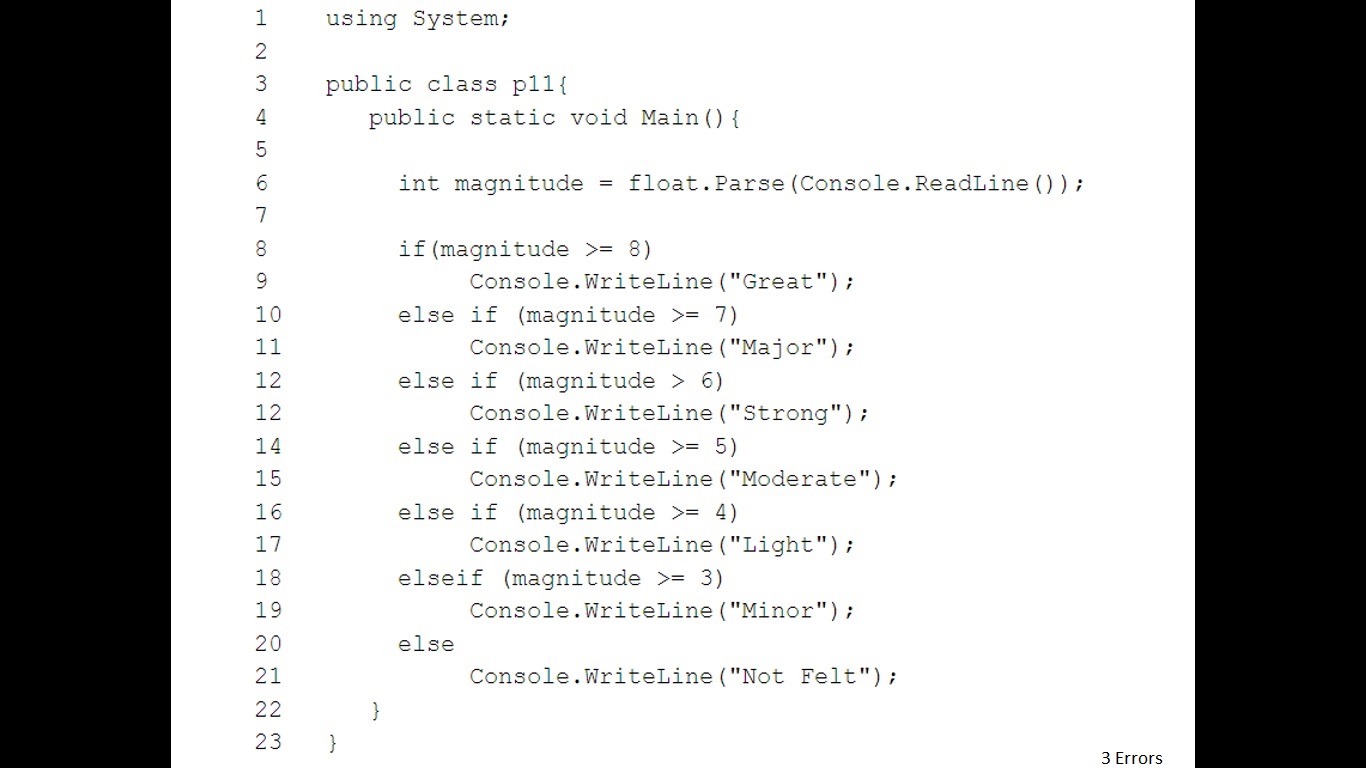 1 using System;
2
3 public class p11{
4 public static void Main(){
5
6 int magnitude = float.Parse(Console.ReadLine());
7
8 if(magnitude >= 8)
9 Console.WriteLine("Great");
10 else if (magnitude >= 7)
11 Console.WriteLine("Major");
12 else if (magnitude > 6)
12 Console.WriteLine("Strong");
14 else if (magnitude >= 5)
15 Console.WriteLine("Moderate");
16 else if (magnitude >= 4)
17 Console.WriteLine("Light");
18 elseif (magnitude >= 3)
19 Console.WriteLine("Minor");
20 else
21 Console.WriteLine("Not Felt");
22 }
23 }
3 Errors